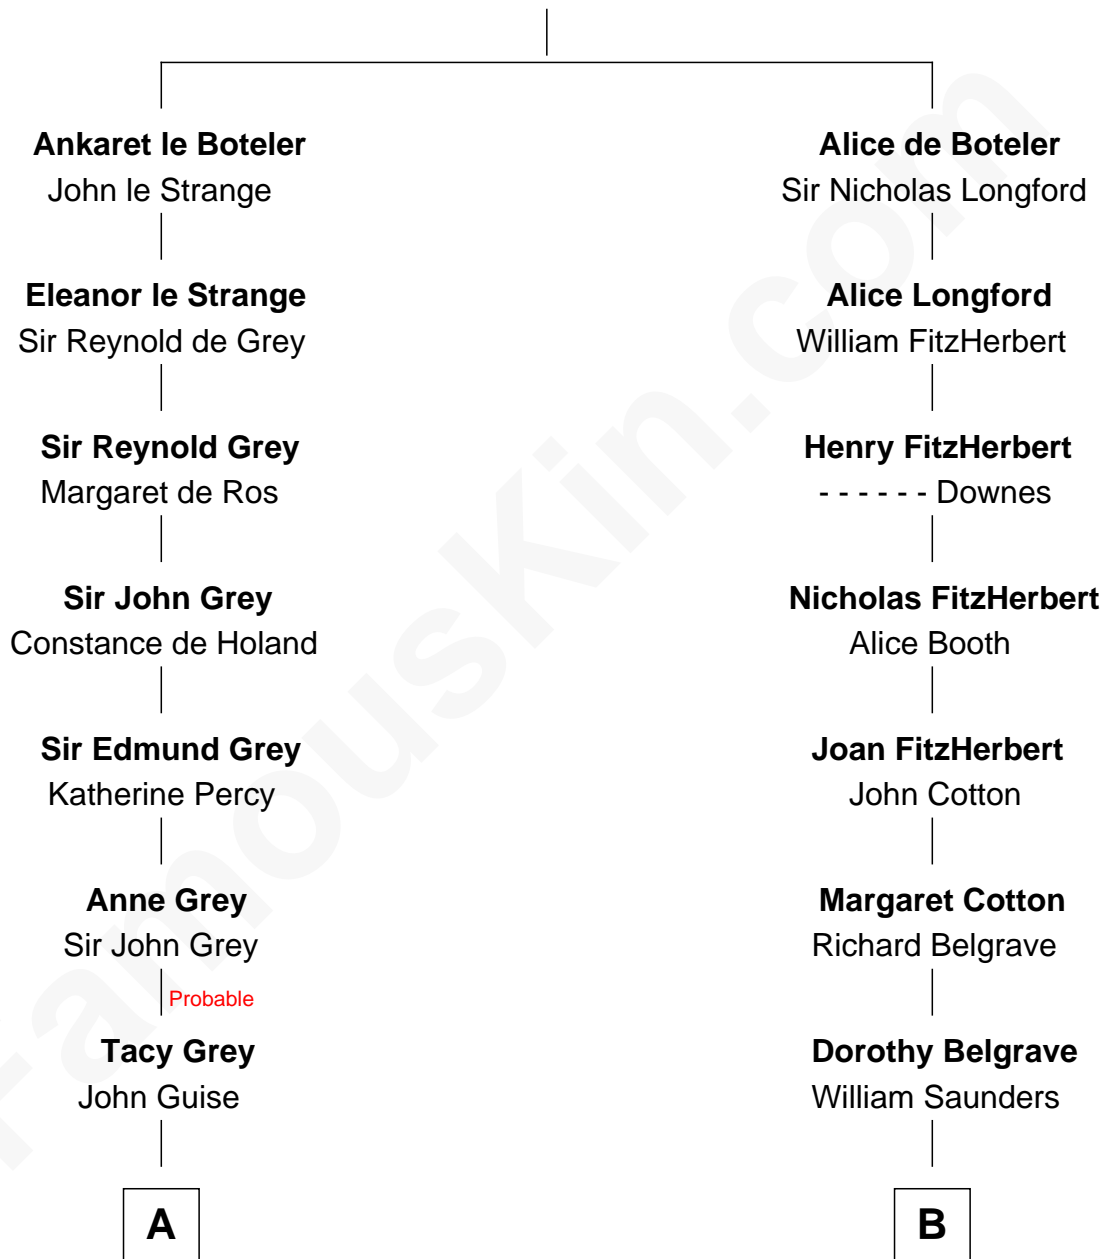 Ankaret le Boteler
John le Strange
Alice de Boteler
Sir Nicholas Longford
Eleanor le Strange
Sir Reynold de Grey
Alice Longford
William FitzHerbert
Sir Reynold Grey
Margaret de Ros
Henry FitzHerbert
- - - - - - Downes
Sir John Grey
Constance de Holand
Nicholas FitzHerbert
Alice Booth
Sir Edmund Grey
Katherine Percy
Joan FitzHerbert
John Cotton
Anne Grey
Sir John Grey
Margaret Cotton
Richard Belgrave
Probable
Tacy Grey
John Guise
Dorothy Belgrave
William Saunders
A
B
FamousKin.com